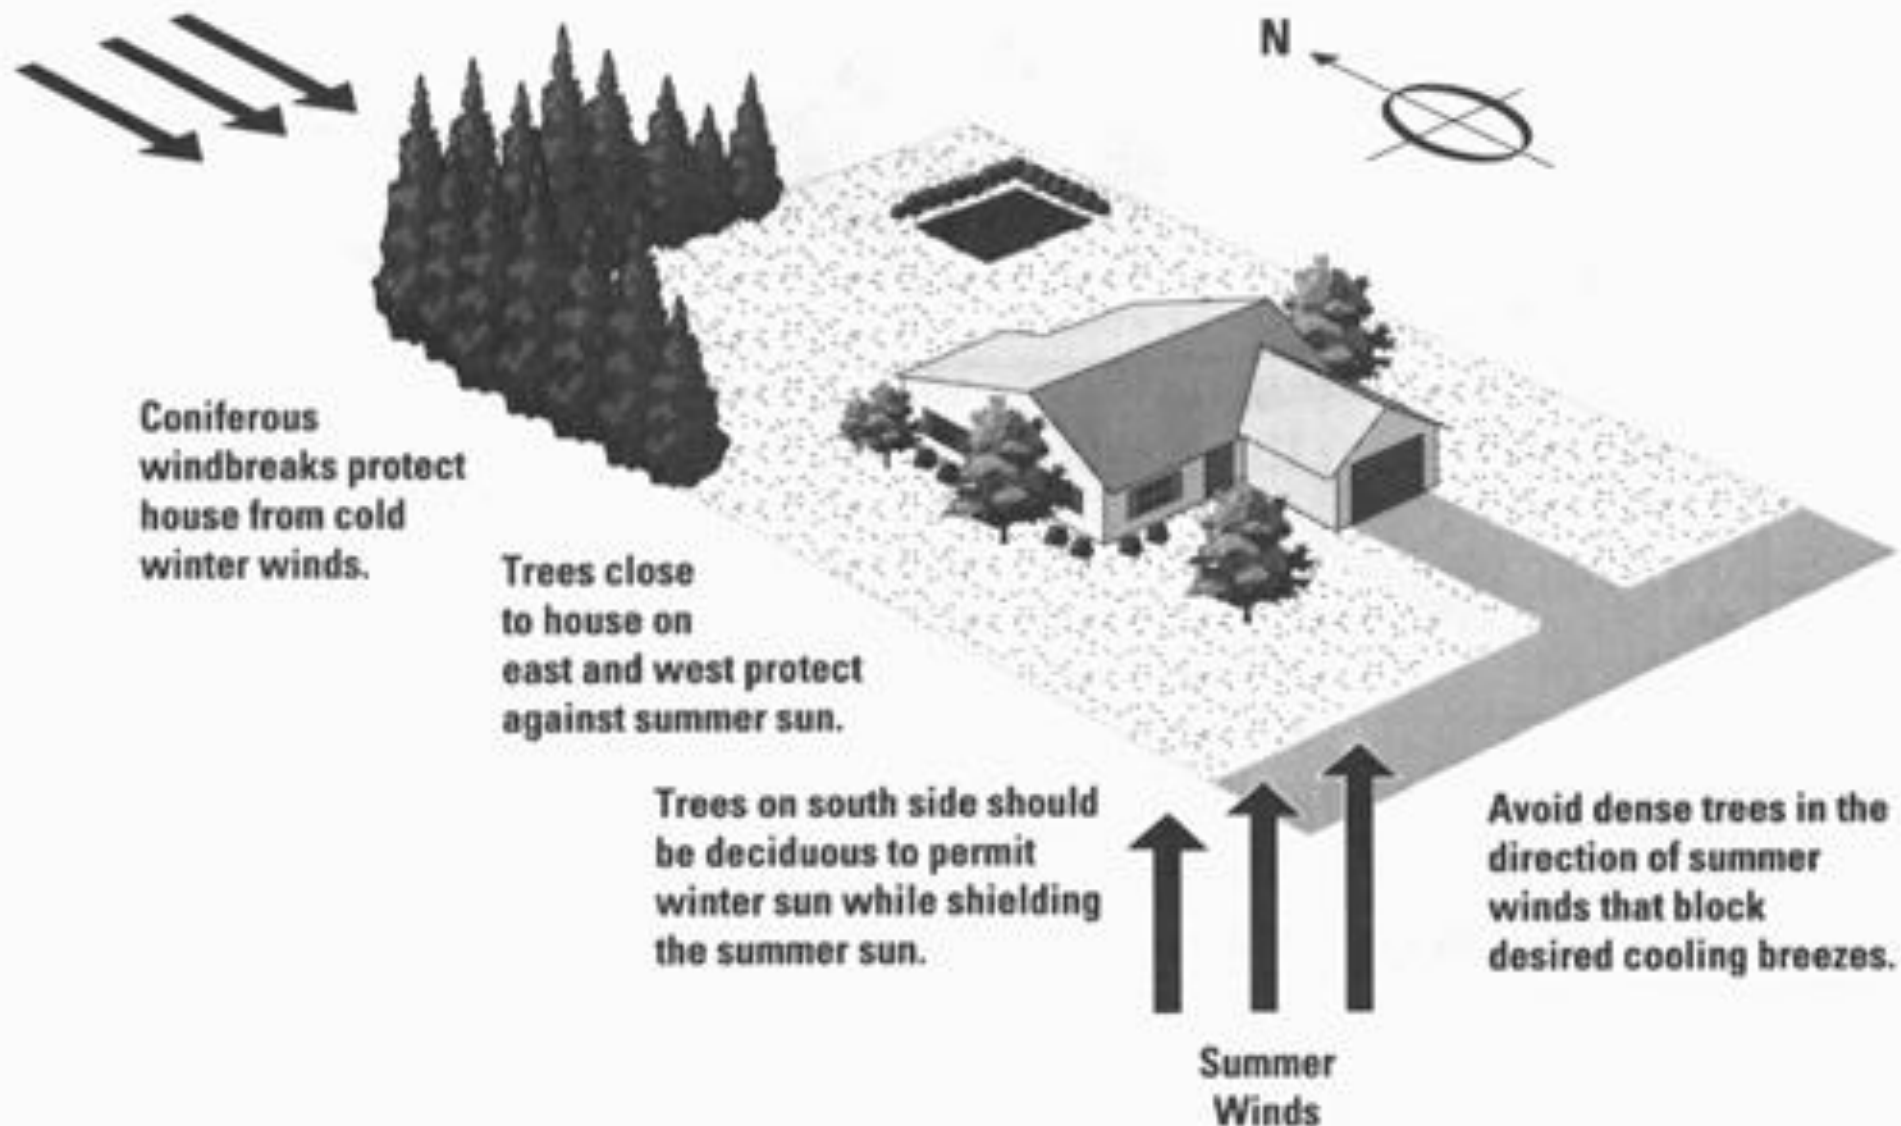 N
Coniferous
windbreaks protect
house from cold
winter winds.
Trees close
to house on
east and west protect
against summer sun.
Trees on south side should
be deciduous to permit
winter sun while shielding
the summer sun.
Avoid dense trees in the
direction of summer
winds that block
desired cooling breezes.
Summer
Winds